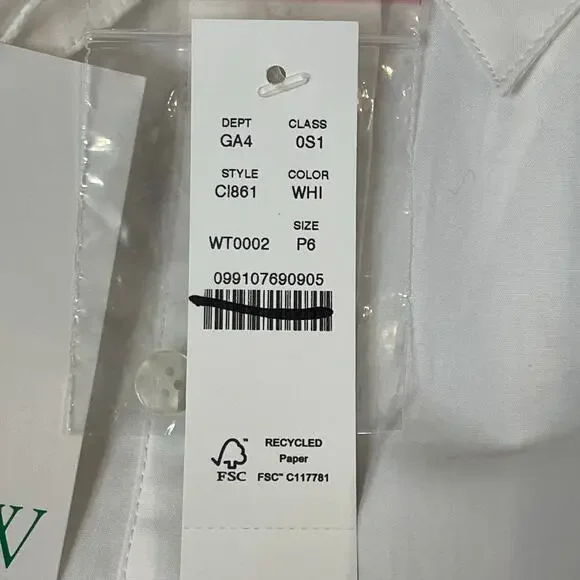 DEPT CLASS
GA4 0S1
STYLE COLOR
CI861 WHI
SIZE
WT0002 P6
099107690905
RECYCLED
Paper
FSC™ C117781
FSC
W